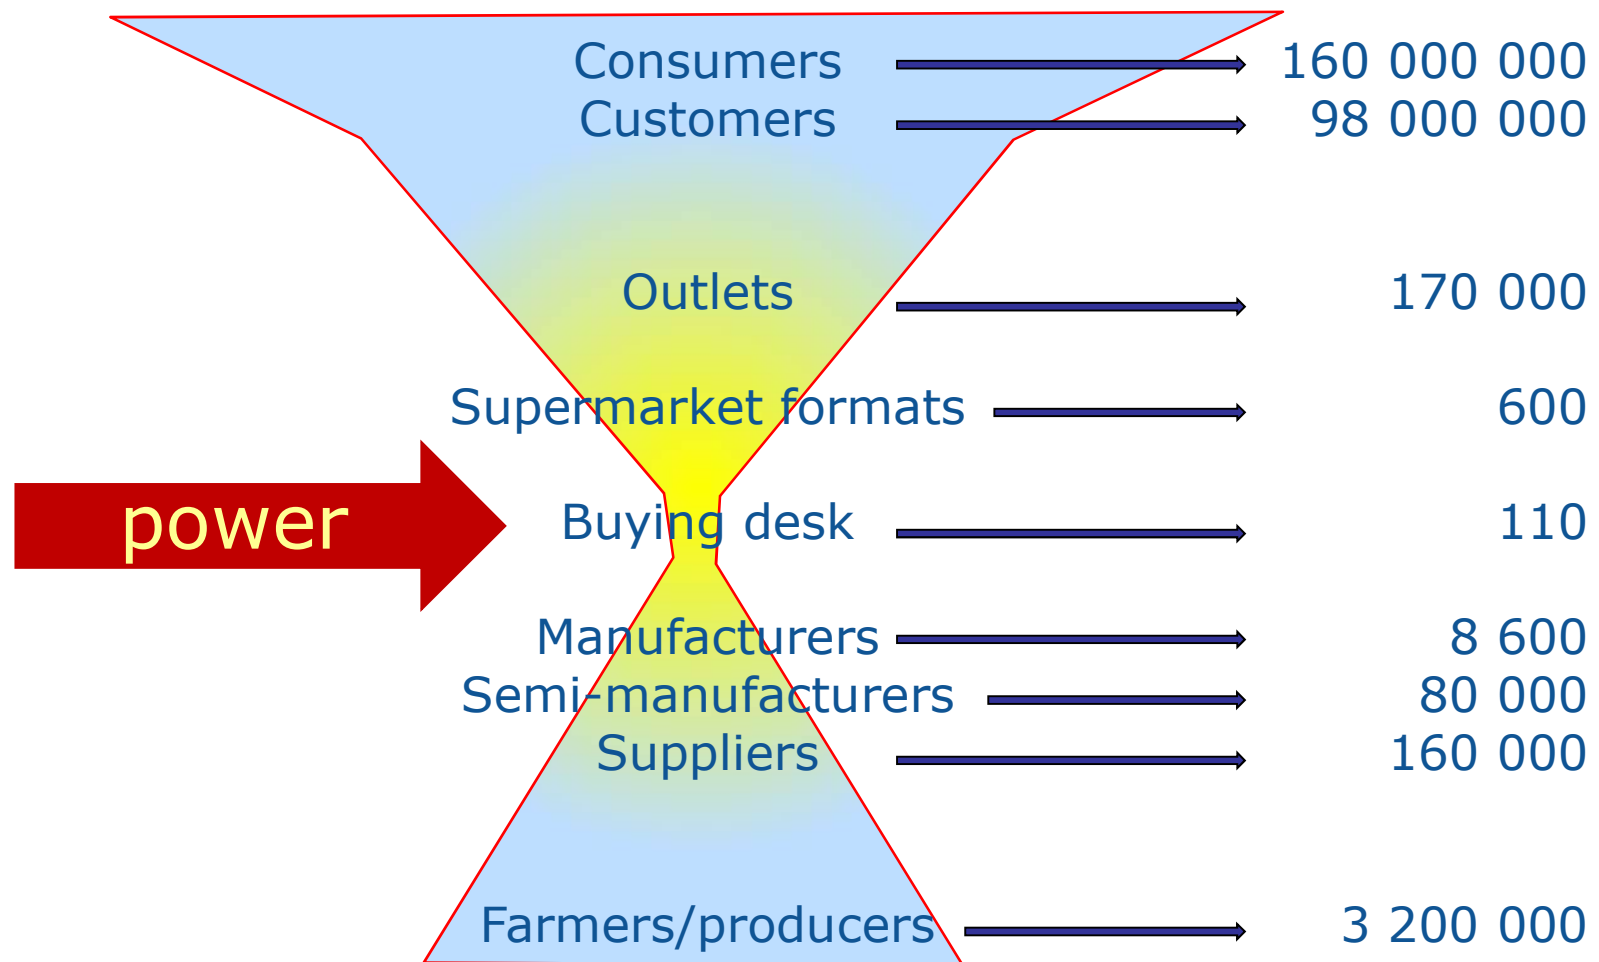 Consumers 160 000 000
Customers 98 000 000
Outlets 170 000
Supermarket formats 600
power
Buying desk 110
Manufacturers 8 600
Semi-manufacturers 80 000
Suppliers 160 000
Farmers/producers 3 200 000